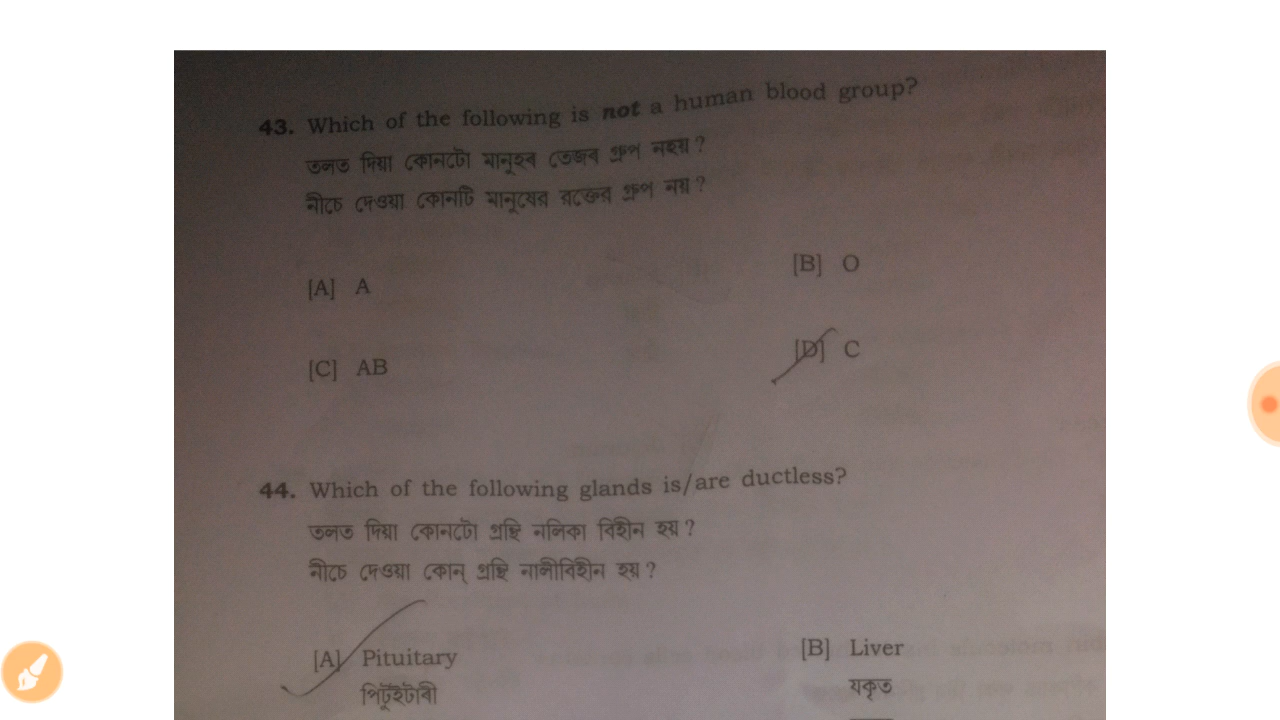 43. Which of the following is not a human blood group?
তলত দিয়া কোনটো মানুহৰ তেজৰ গ্ৰুপ নহয় ?
নীচে দেওয়া কোনটি মানুষের রক্তের গ্রুপ নয় ?
[A] A
[B] O
[C] AB
[D] C
44. Which of the following glands is/are ductless?
তলত দিয়া কোনটো গ্ৰন্থি নলিকা বিহীন হয় ?
নীচে দেওয়া কোন্ গ্রন্থি নালীবিহীন হয় ?
[A] Pituitary
পিটুইটাৰী
[B] Liver
যকৃত